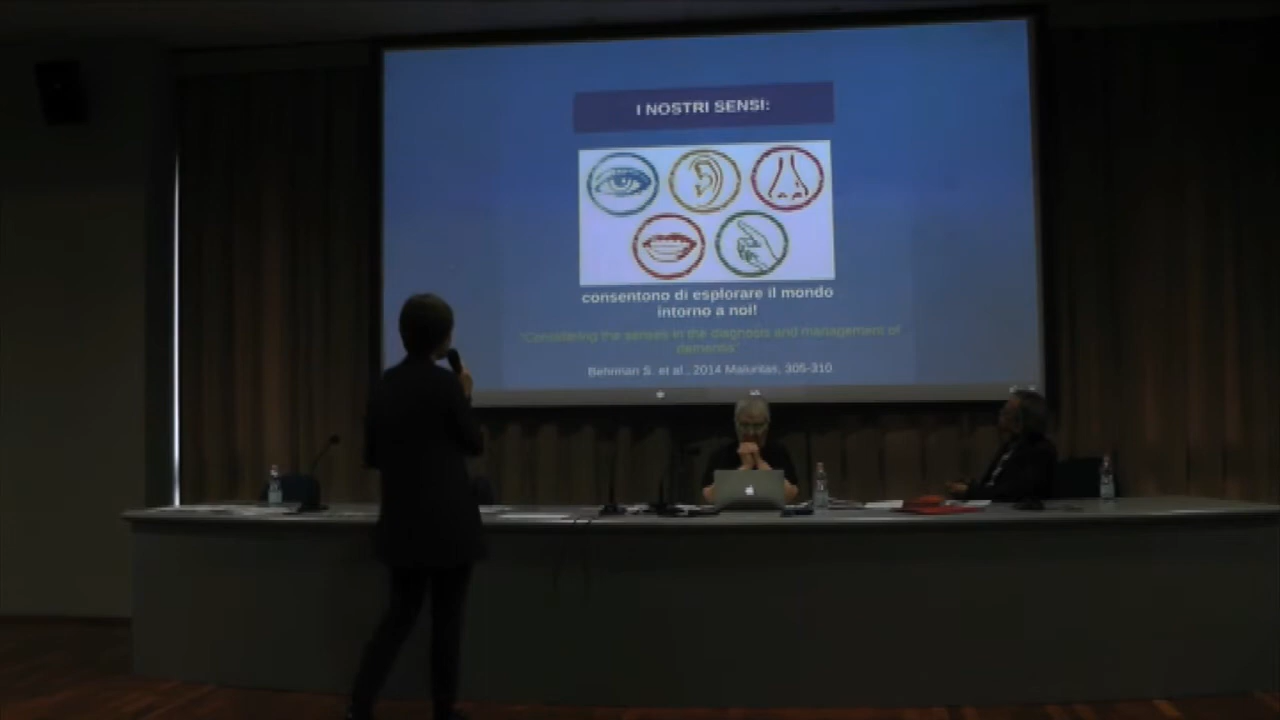 I NOSTRI SENSI:
consentono di esplorare il mondo
intorno a noi!
"Considering the senses in the diagnosis and management of
dementia"
Behrman S. et al., 2014 Maturitas, 305-310